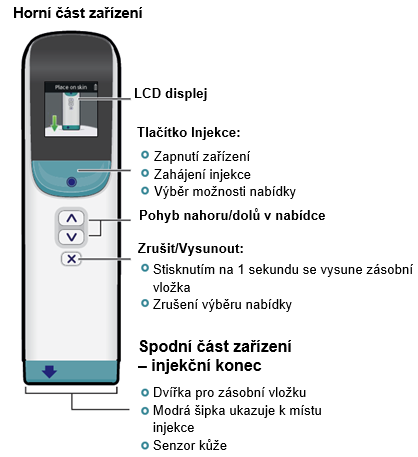 Horní část zařízení
Place on skin
LCD displej
Tlačítko Injekce:
Zapnutí zařízení
Zahájení injekce
Výběr možnosti nabídky
Pohyb nahoru/dolů v nabídce
Zrušit/Vysunout:
Stisknutím na 1 sekundu se vysune zásobní
vložka
Zrušení výběru nabídky
Spodní část zařízení
– injekční konec
Dvířka pro zásobní vložku
Modrá šipka ukazuje k místu
injekce
Senzor kůže